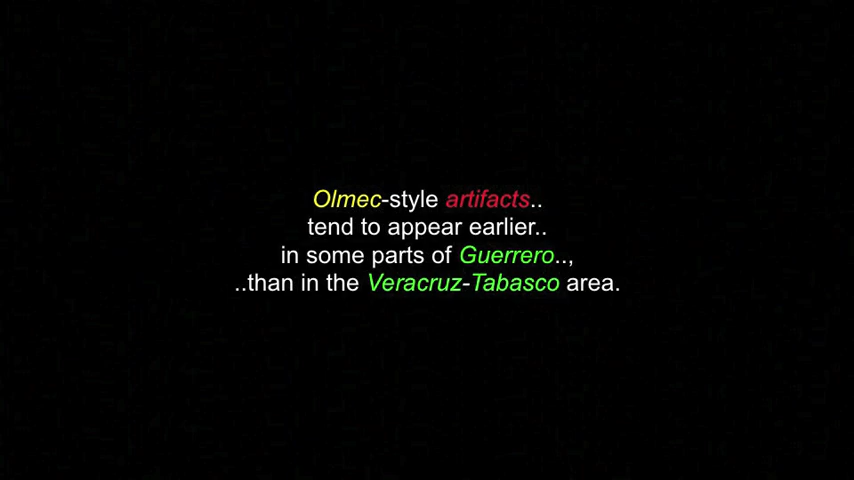 Olmec-style artifacts..
tend to appear earlier..
in some parts of Guerrero..,
..than in the Veracruz-Tabasco area.